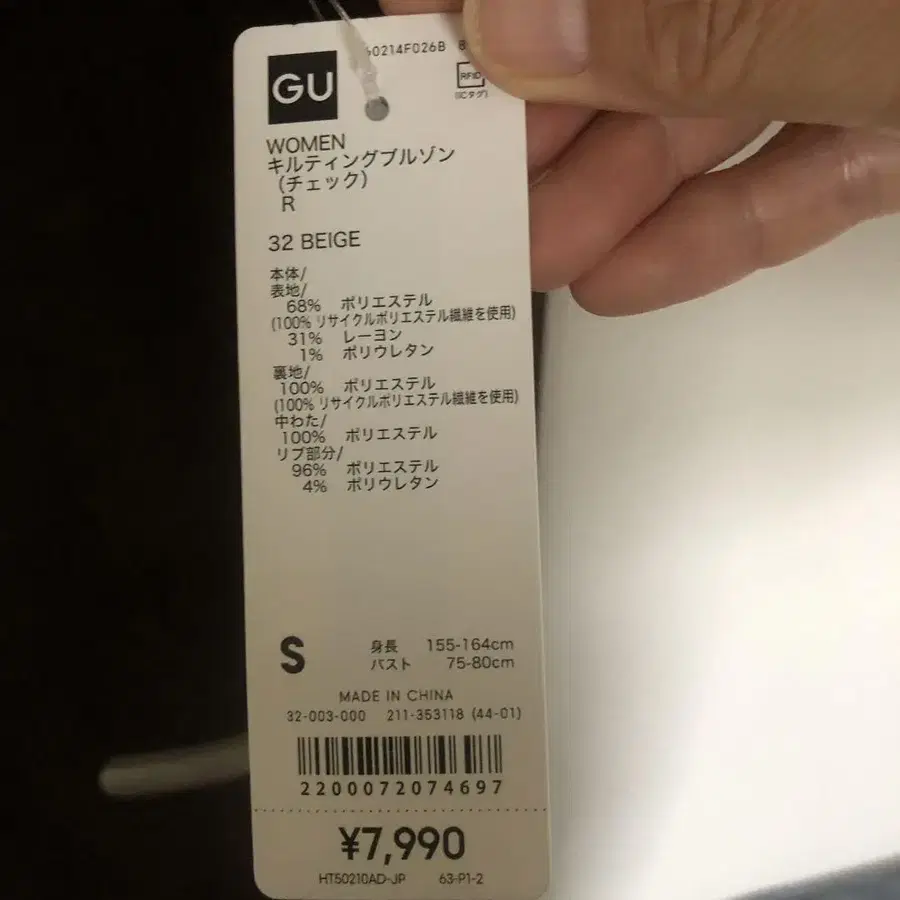 60214F026B 8
GU
RFID
(ICタグ)
WOMEN
キルティングブルゾン
(チェック)
R
32 BEIGE
本体/
表地/
68% ポリエステル
(100% リサイクルポリエステル繊維を使用)
31% レーヨン
1% ポリウレタン
裏地/
100% ポリエステル
(100% リサイクルポリエステル繊維を使用)
中わた/
100% ポリエステル
リブ部分/
96% ポリエステル
4% ポリウレタン
S 身長 155-164cm
バスト 75-80cm
MADE IN CHINA
32-003-000 211-353118 (44-01)
2200072074697
¥7,990
HT50210AD-JP 63-P1-2